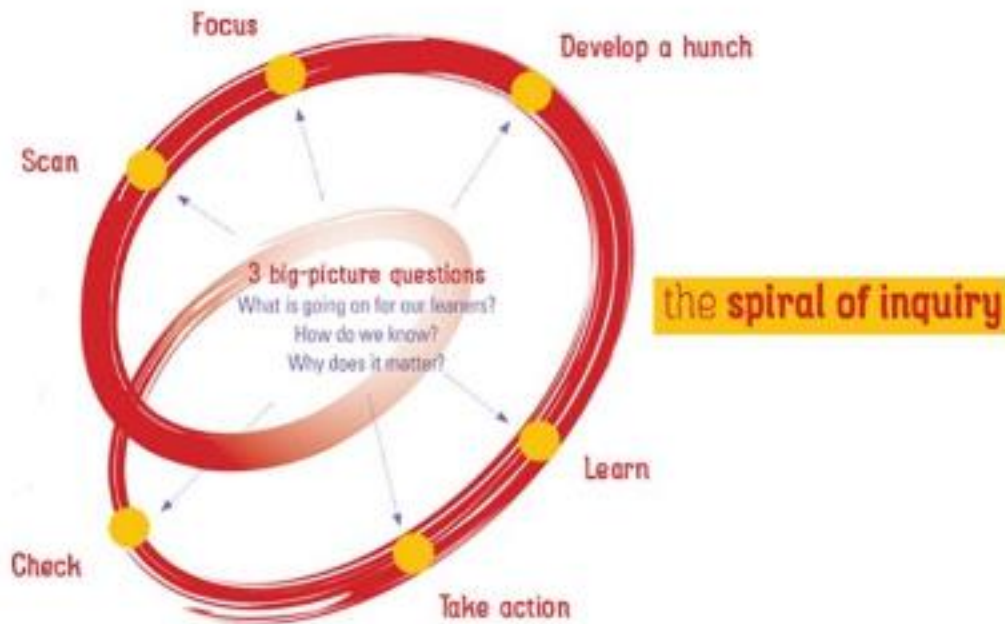 Focus
Develop a hunch
Scan
3 big-picture questions
What is going on for our learners?
How do we know?
Why does it matter?
the spiral of inquiry
Learn
Check
Take action